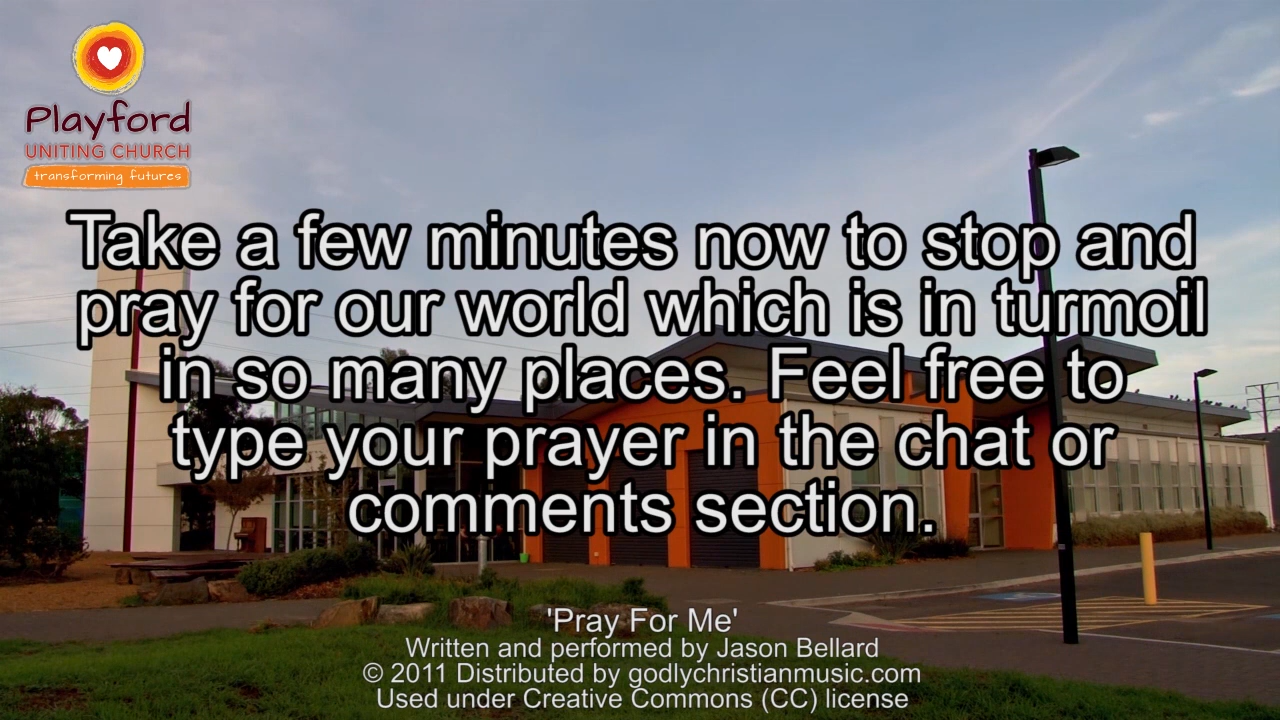 Playford
UNITING CHURCH
transforming futures
Take a few minutes now to stop and
pray for our world which is in turmoil
in so many places. Feel free to
type your prayer in the chat or
comments section.
'Pray For Me'
Written and performed by Jason Bellard
© 2011 Distributed by godlychristianmusic.com
Used under Creative Commons (CC) license